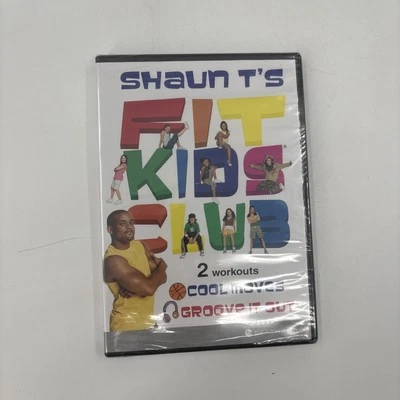 SHAUN T'S
FIT
KIDS®
CLUB
2 workouts
COOL MOVES
GROOVE IT OUT